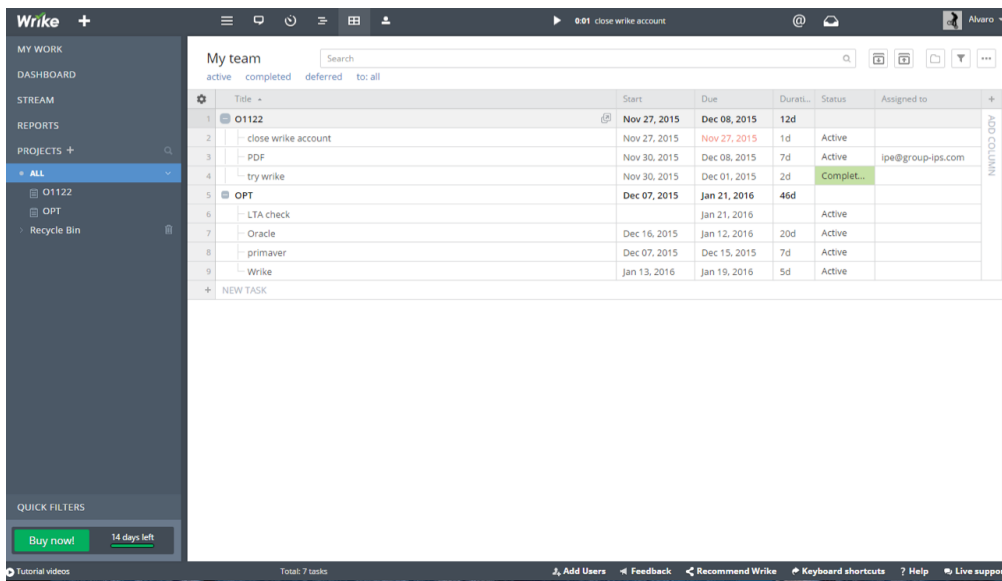 Wrike +
0:01 close wrike account
@
Alvaro
MY WORK
DASHBOARD
STREAM
REPORTS
PROJECTS +
ALL
O1122
OPT
Recycle Bin
QUICK FILTERS
Buy now! 14 days left
My team
Search
active completed deferred to: all
Title Start Due Durati... Status Assigned to +
ADD COLUMN
1 O1122 Nov 27, 2015 Dec 08, 2015 12d
2 close wrike account Nov 27, 2015 Nov 27, 2015 1d Active
3 PDF Nov 30, 2015 Dec 08, 2015 7d Active ipe@group-ips.com
4 try wrike Nov 30, 2015 Dec 01, 2015 2d Complet...
5 OPT Dec 07, 2015 Jan 21, 2016 46d
6 LTA check Jan 21, 2016 Active
7 Oracle Dec 16, 2015 Jan 12, 2016 20d Active
8 primaver Dec 07, 2015 Dec 15, 2015 7d Active
9 Wrike Jan 13, 2016 Jan 19, 2016 5d Active
+ NEW TASK
Tutorial videos Total: 7 tasks Add Users Feedback Recommend Wrike Keyboard shortcuts ? Help Live suppo